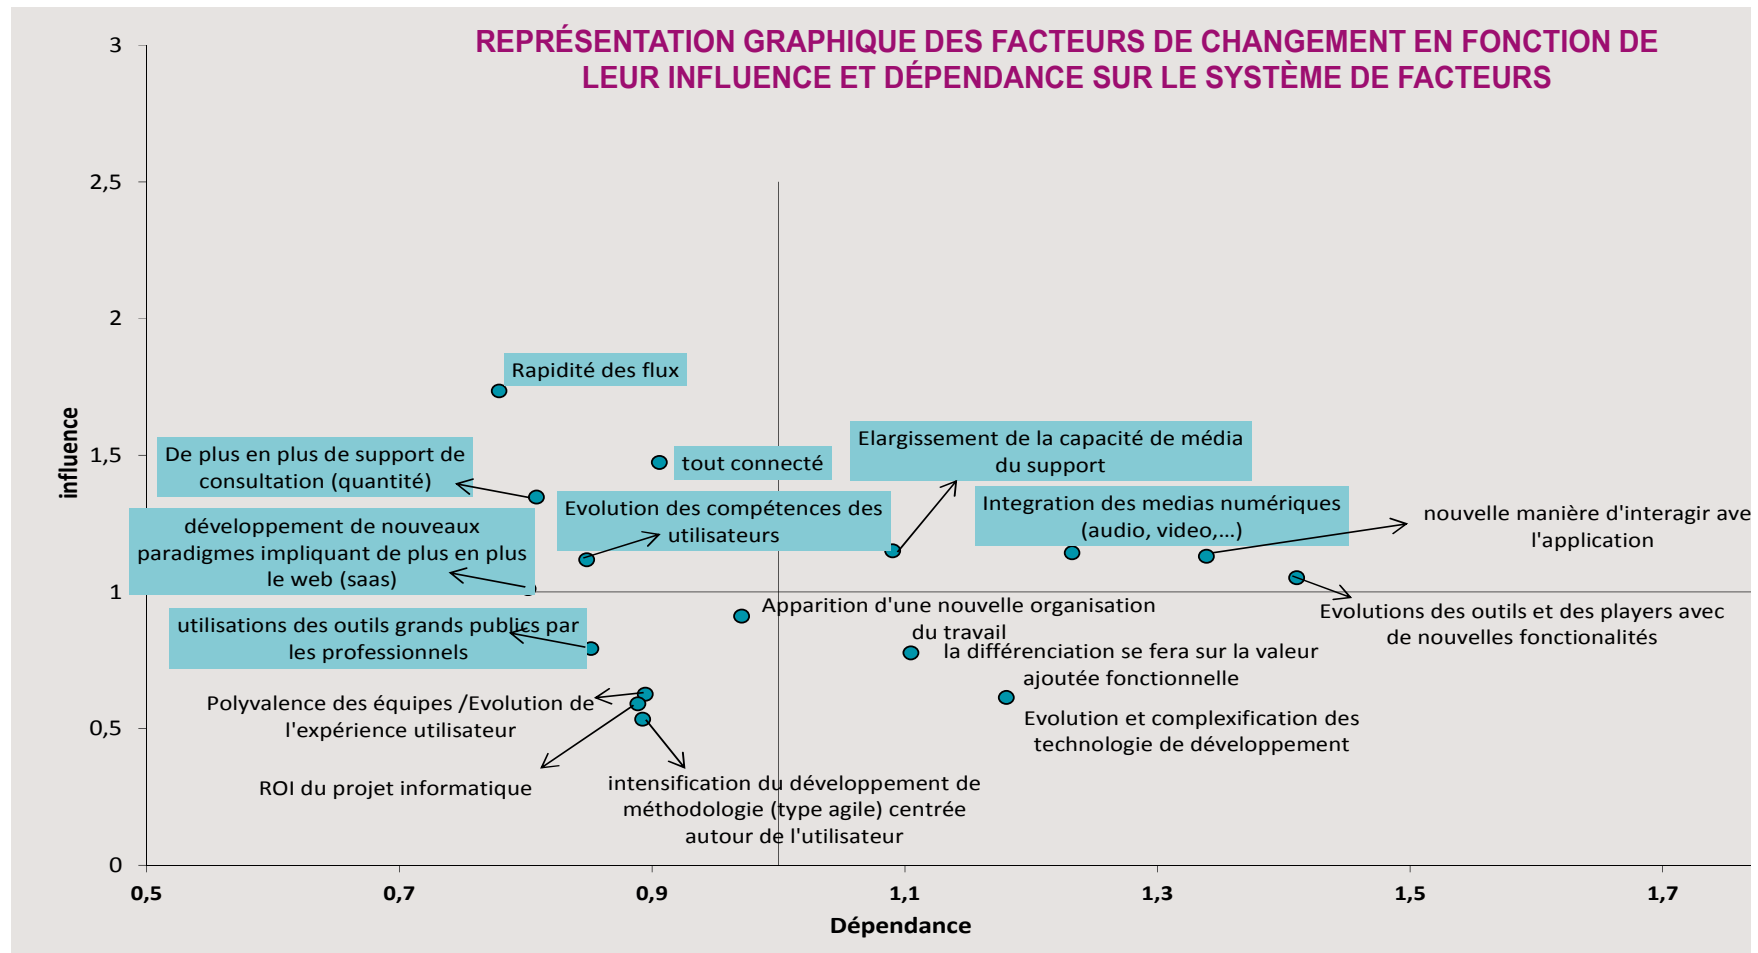 REPRÉSENTATION GRAPHIQUE DES FACTEURS DE CHANGEMENT EN FONCTION DE
LEUR INFLUENCE ET DÉPENDANCE SUR LE SYSTÈME DE FACTEURS
3
2,5
2
1,5
1
0,5
0
influence
Rapidité des flux
De plus en plus de support de
consultation (quantité)
tout connecté
Elargissement de la capacité de média
du support
Evolution des compétences des
utilisateurs
Integration des medias numériques
(audio, video,...)
nouvelle manière d'interagir ave
l'application
développement de nouveaux
paradigmes impliquant de plus en plus
le web (saas)
Evolutions des outils et des players avec
de nouvelles fonctionalités
utilisations des outils grands publics par
les professionnels
Apparition d'une nouvelle organisation
du travail
la différenciation se fera sur la valeur
ajoutée fonctionnelle
Polyvalence des équipes /Evolution de
l'expérience utilisateur
Evolution et complexification des
technologie de développement
ROI du projet informatique
intensification du développement de
méthodologie (type agile) centrée
autour de l'utilisateur
0,5
0,7
0,9
1,1
1,3
1,5
1,7
Dépendance